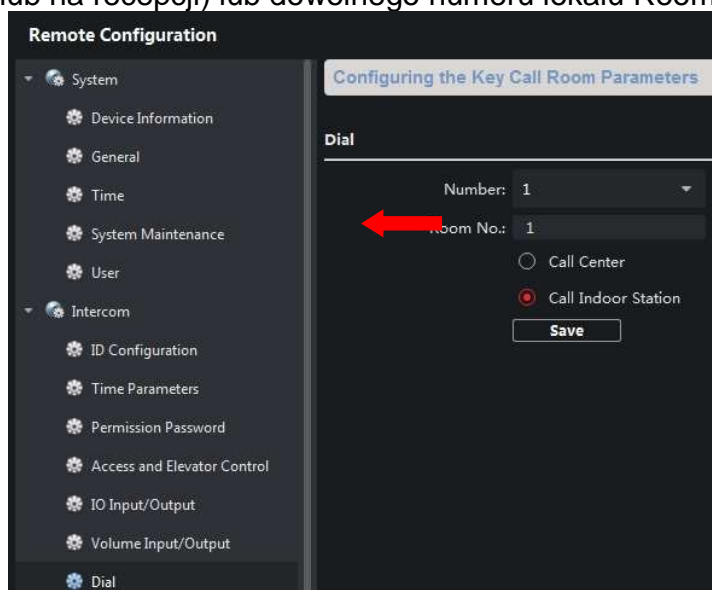 lub na recepcji) lub dowolnego numeru lokalu Room
Remote Configuration
System
Device Information
General
Time
System Maintenance
User
Intercom
ID Configuration
Time Parameters
Permission Password
Access and Elevator Control
IO Input/Output
Volume Input/Output
Dial
Configuring the Key Call Room Parameters
Dial
Number: 1
Room No.: 1
Call Center
Call Indoor Station
Save